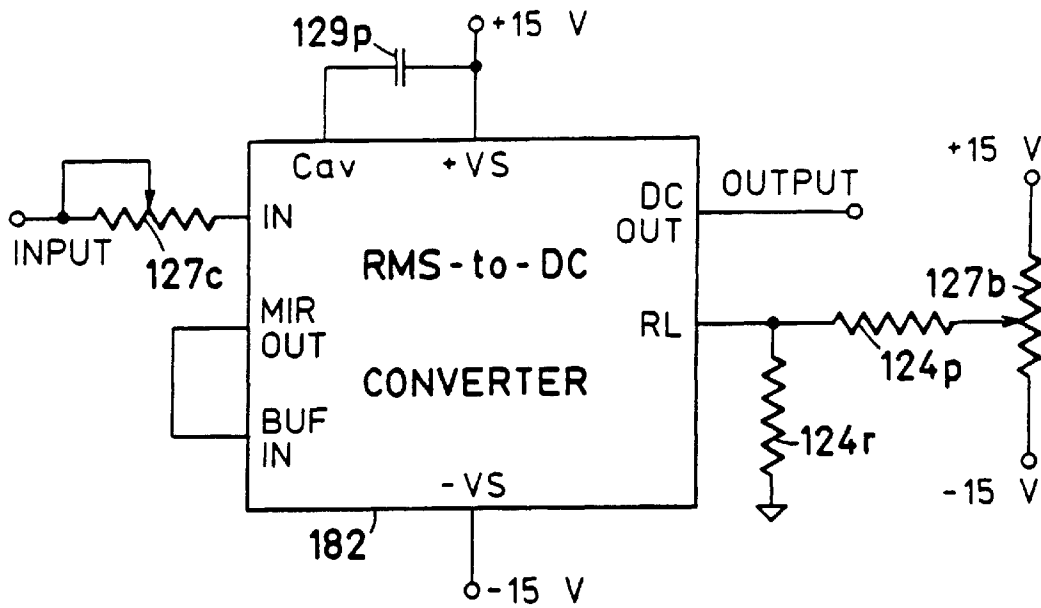 129p
+15 V
Cav
+VS
+15 V
DC
OUT
OUTPUT
IN
INPUT
127c
RMS-to-DC
127b
MIR
OUT
RL
124p
CONVERTER
BUF
IN
124r
-VS
-15 V
182
-15 V